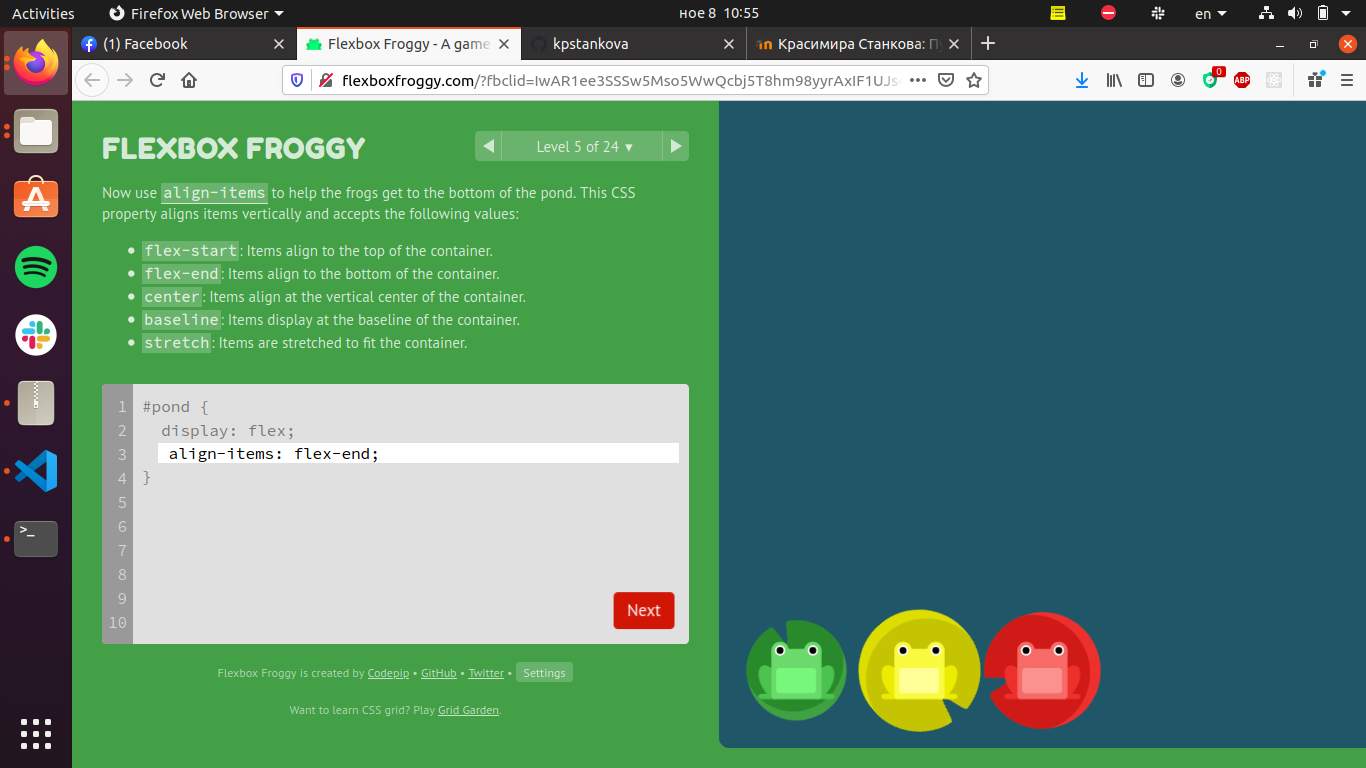 Activities Firefox Web Browser ное 8 10:55 en
(1) Facebook Flexbox Froggy - A game kpstankova Красимира Станкова:
flexboxfroggy.com/?fbclid=IwAR1ee3SSSw5Mso5WwQcbj5T8hm98yyrAxIF1UJs 0 ABP
FLEXBOX FROGGY
Level 5 of 24 ▼
Now use align-items to help the frogs get to the bottom of the pond. This CSS
property aligns items vertically and accepts the following values:
• flex-start: Items align to the top of the container.
• flex-end: Items align to the bottom of the container.
• center: Items align at the vertical center of the container.
• baseline: Items display at the baseline of the container.
• stretch: Items are stretched to fit the container.
1 #pond {
2 display: flex;
3 align-items: flex-end;
4 }
5
6
7
8
9
10
Next
Flexbox Froggy is created by Codepip • GitHub • Twitter • Settings
Want to learn CSS grid? Play Grid Garden.